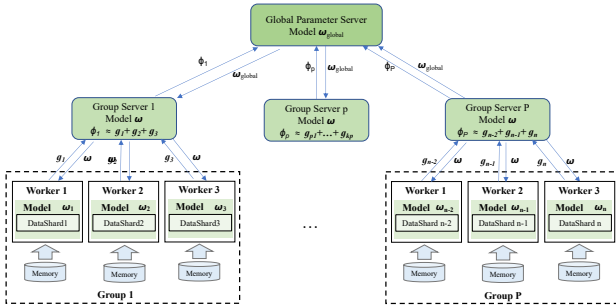 Global Parameter Server
Model ω_global
ϕ_1
ω_global
ϕ_p
ω_global
ϕ_P
ω_global
Group Server 1
Model ω
ϕ_1 ≈ g_1+ g_2+ g_3
Group Server p
Model ω
ϕ_p ≈ g_p1+…+ g_kp
Group Server P
Model ω
ϕ_P ≈ g_n-2+ g_n-1+ g_n
g_1 ω g_2 ω g_3 ω
g_n-2 ω g_n-1 ω g_n ω
Worker 1 Worker 2 Worker 3
Model ω_1 Model ω_2 Model ω_3
DataShard1 DataShard2 DataShard3
Memory Memory Memory
Group 1
…
Worker 1 Worker 2 Worker 3
Model ω_n-2 Model ω_n-1 Model ω_n
DataShard n-2 DataShard n-1 DataShard n
Memory Memory Memory
Group P